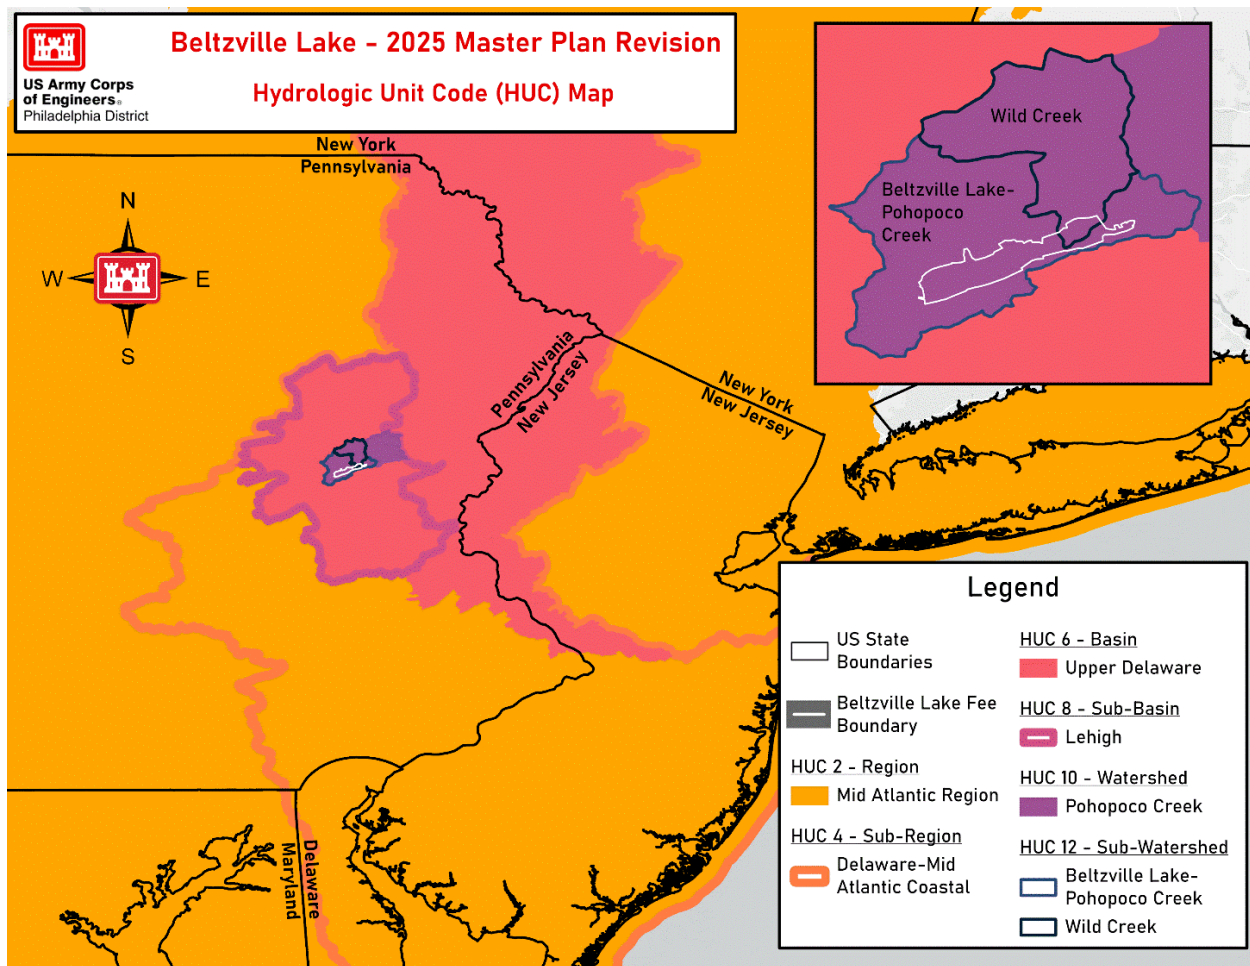 Beltzville Lake - 2025 Master Plan Revision
Hydrologic Unit Code (HUC) Map
US Army Corps
of Engineers®
Philadelphia District
New York
Pennsylvania
N
W
E
S
Pennsylvania
New Jersey
New York
New Jersey
Delaware
Maryland
Wild Creek
Beltzville Lake-
Pohopoco
Creek
Legend
US State
Boundaries
Beltzville Lake Fee
Boundary
HUC 2 - Region
Mid Atlantic Region
HUC 4 - Sub-Region
Delaware-Mid
Atlantic Coastal
HUC 6 - Basin
Upper Delaware
HUC 8 - Sub-Basin
Lehigh
HUC 10 - Watershed
Pohopoco Creek
HUC 12 - Sub-Watershed
Beltzville Lake-
Pohopoco Creek
Wild Creek